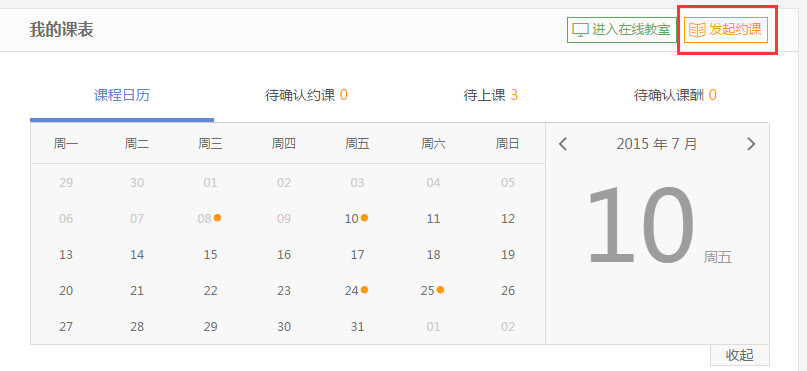 我的课表
进入在线教室 发起约课
课程日历 待确认约课 0 待上课 3 待确认课酬 0
周一 周二 周三 周四 周五 周六 周日
2015 年 7 月
29 30 01 02 03 04 05
06 07 08 09 10 11 12
13 14 15 16 17 18 19
20 21 22 23 24 25 26
27 28 29 30 31 01 02
10 周五
收起